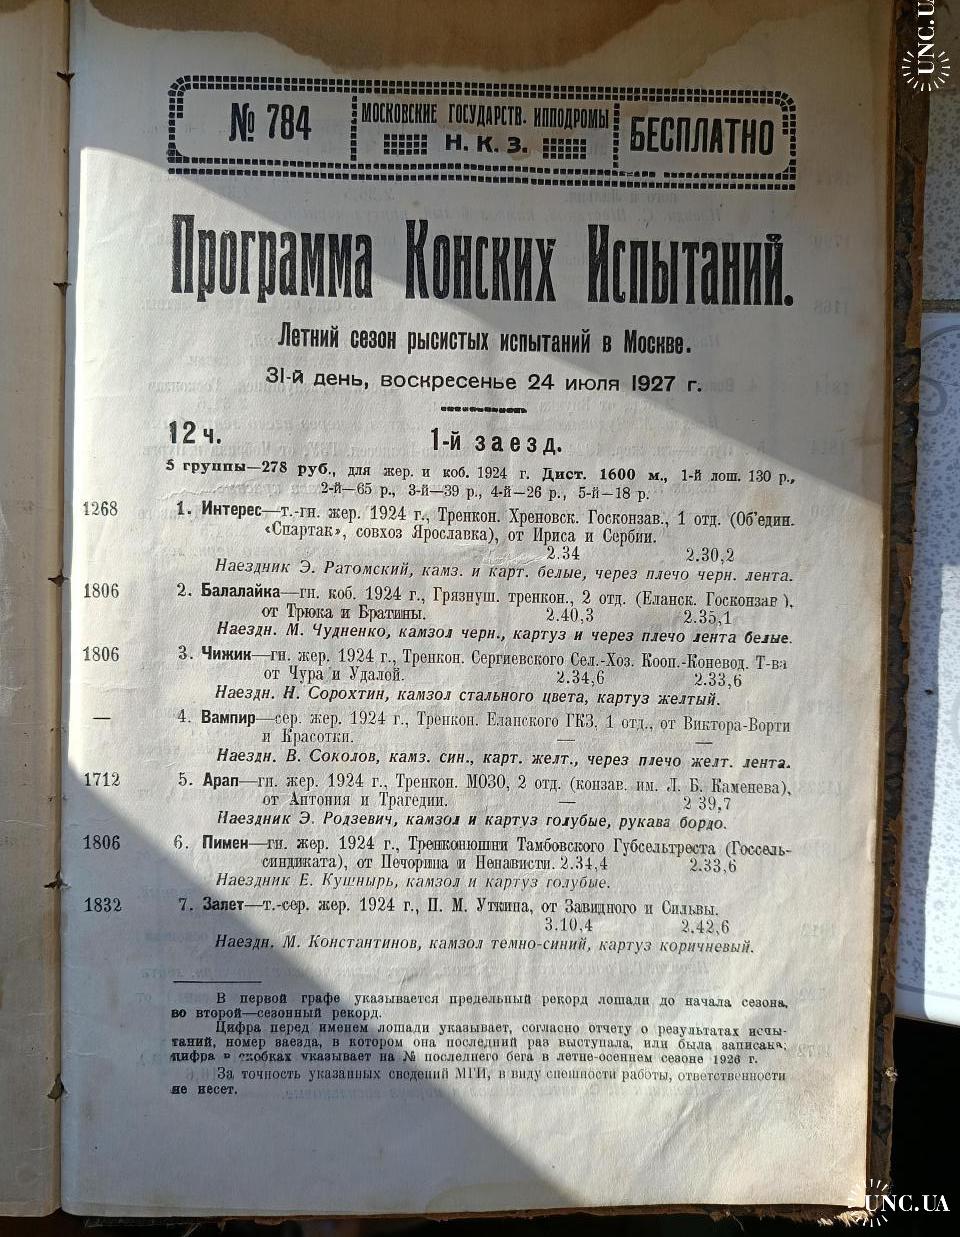 UNC.UA
№ 784
МОСКОВСКИЕ ГОСУДАРСТВ. ИППОДРОМЫ
Н. К. З.
БЕСПЛАТНО
Программа Конских Испытаний.
Летний сезон рысистых испытаний в Москве.
31-й день, воскресенье 24 июля 1927 г.
12 ч. 1-й заезд.
5 группы—278 руб., для жер. и коб. 1924 г. Дист. 1600 м., 1-й лош. 130 р.,
2-й—65 р., 3-й—39 р., 4-й—26 р., 5-й—18 р.
1268 1. Интерес—т.-гн. жер. 1924 г., Тренкон. Хреновск. Госконзав., 1 отд. (Об'един.
«Спартак», совхоз Ярославка), от Ириса и Сербии.
2.34 2.30,2
Наездник Э. Ратомский, камз. и карт. белые, через плечо черн. лента.
1806 2. Балалайка—гн. коб. 1924 г., Грязнуш. тренкон., 2 отд. (Еланск. Госконзав.),
от Трюка и Братины. 2.40,3 2.35,1
Наездн. М. Чудненко, камзол черн., картуз и через плечо лента белые.
1806 3. Чижик—гн. жер. 1924 г., Тренкон. Сергиевского Сел.-Хоз. Кооп.-Коневод. Т-ва
от Чура и Удалой. 2.34,6 2.33,6
Наездн. Н. Сорохтин, камзол стального цвета, картуз желтый.
— 4. Вампир—сер. жер. 1924 г., Тренкон. Еланского ГКЗ, 1 отд., от Виктора-Ворти
и Красотки. — —
Наездн. В. Соколов, камз. син., карт. желт., через плечо желт. лента.
1712 5. Арап—гн. жер. 1924 г., Тренкон. МОЗО, 2 отд. (конзав. им. Л. Б. Каменева),
от Антония и Трагедии. — 2 39,7
Наездник Э. Родзевич, камзол и картуз голубые, рукава бордо.
1806 6. Пимен—гн. жер. 1924 г., Тренконюшни Тамбовского Губсельтреста (Госсель-
синдиката), от Печорина и Ненависти. 2.34,4 2.33,6
Наездник Е. Кушнырь, камзол и картуз голубые.
1832 7. Залет—т.-сер. жер. 1924 г., П. М. Уткина, от Завидного и Сильвы.
3.10,4 2.42,6
Наездн. М. Константинов, камзол темно-синий, картуз коричневый.
В первой графе указывается предельный рекорд лошади до начала сезона,
во второй—сезонный рекорд.
Цифра перед именем лошади указывает, согласно отчету о результатах испы-
таний, номер заезда, в котором она последний раз выступала, или была записана;
цифра в скобках указывает на № последнего бега в летне-осеннем сезоне 1926 г.
За точность указанных сведений МГИ, в виду спешности работы, ответственности
не несет.
UNC.UA